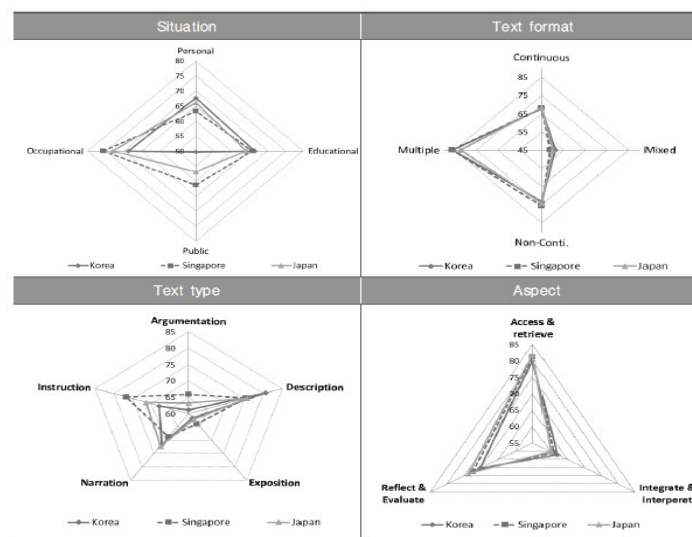 Situation
Text format
Personal
80
75
70
65
60
55
50
Occupational
Educational
Public
Korea
Singapore
Japan
Continuous
85
75
65
55
45
Multiple
Mixed
Non-Conti.
Korea
Singapore
Japan
Text type
Aspect
Argumentation
85
80
75
70
65
60
Instruction
Description
Narration
Exposition
Korea
Singapore
Japan
Access &
retrieve
85
80
75
70
65
60
55
Reflect &
Evaluate
Integrate &
interperet
Korea
Singapore
Japan